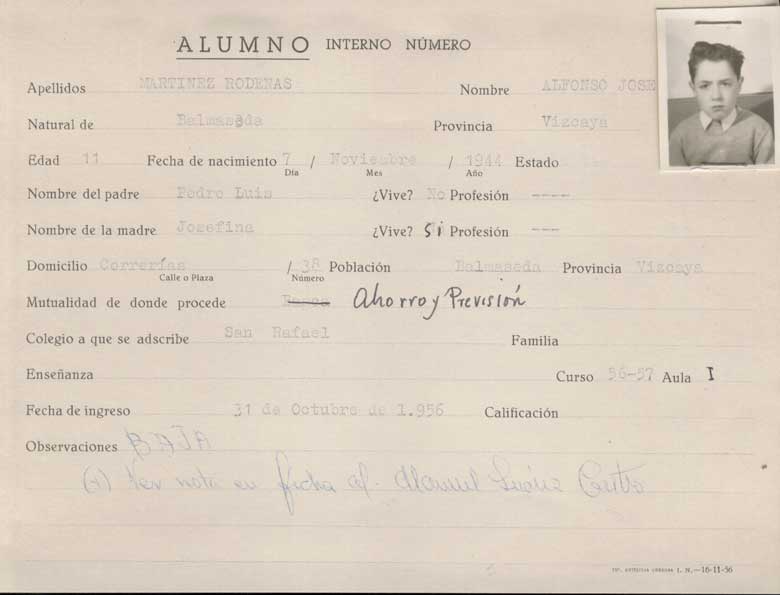 ALUMNO INTERNO NÚMERO
Apellidos MARTINEZ RODENAS Nombre ALFONSO JOSE
Natural de Balmaseda Provincia Vizcaya
Edad 11 Fecha de nacimiento 7 / Noviembre / 1944 Estado
Día Mes Año
Nombre del padre Pedro Luis ¿Vive? No Profesión ----
Nombre de la madre Josefina ¿Vive? Si Profesión ---
Domicilio Correrías / 38 Población Balmaseda Provincia Vizcaya
Calle o Plaza Número
Mutualidad de donde procede Ahorro y Previsión
Colegio a que se adscribe San Rafael Familia
Enseñanza Curso 56-57 Aula I
Fecha de ingreso 31 de Octubre de 1.956 Calificación
Observaciones BAJA
(x) Ver nota en ficha al. Manuel Castro
I. N.—16-11-56